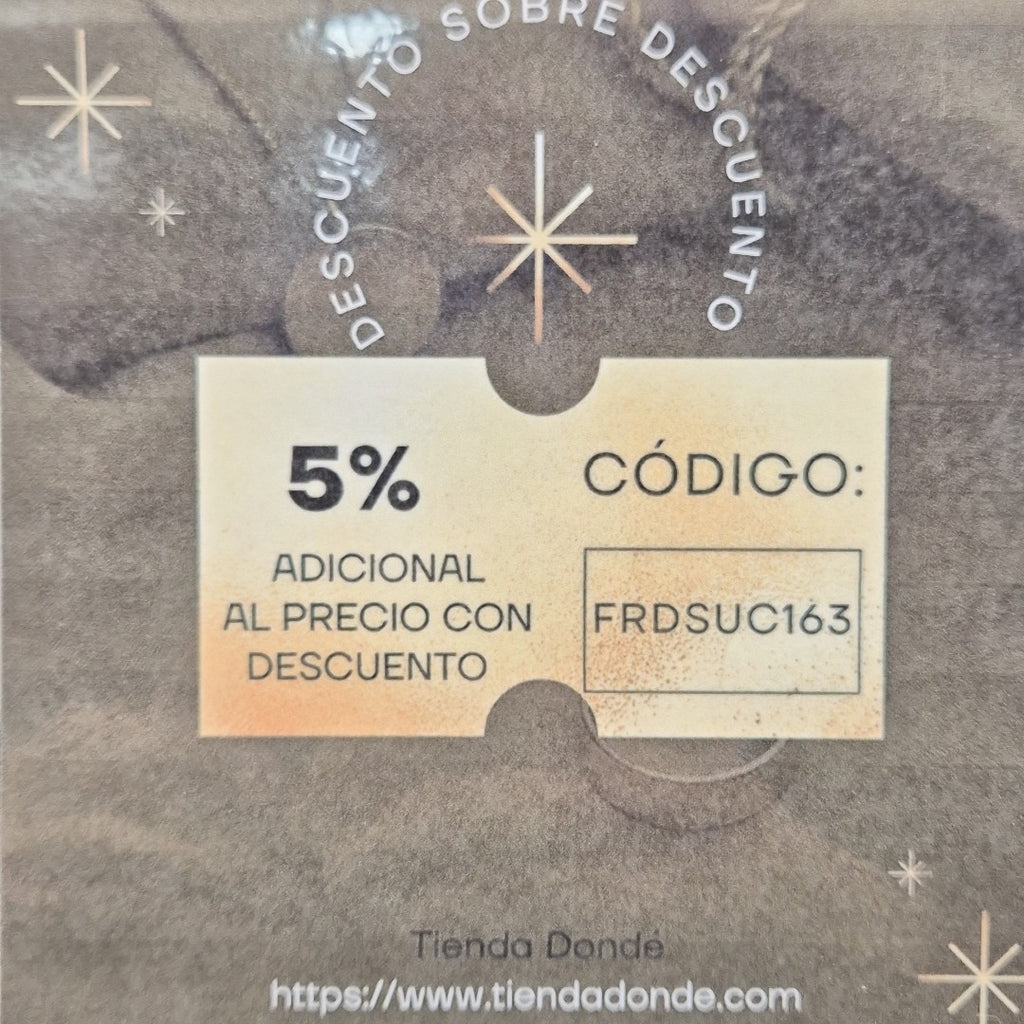 DESCUENTO SOBRE DESCUENTO
5%
ADICIONAL
AL PRECIO CON
DESCUENTO
CÓDIGO:
FRDSUC163
Tienda Dondé
https://www.tiendadonde.com